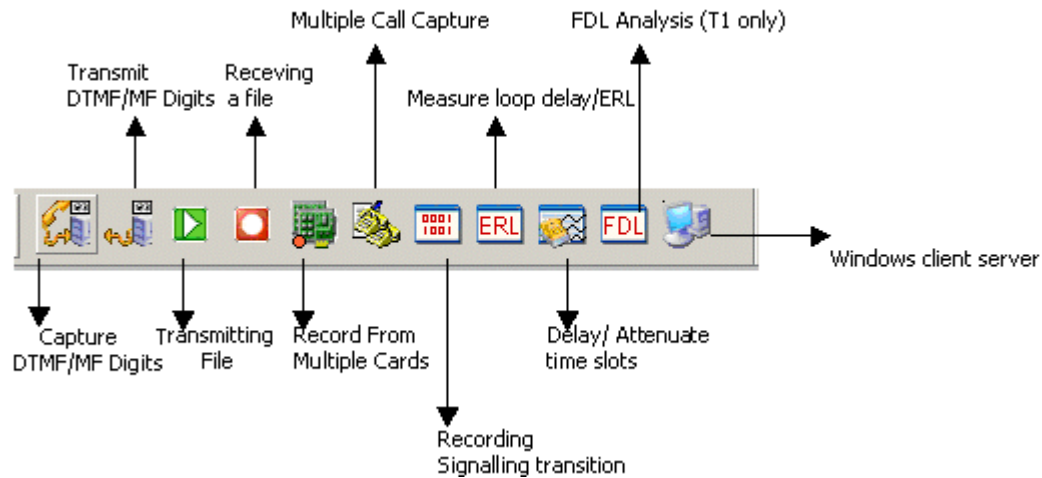 Multiple Call Capture
FDL Analysis (T1 only)
Transmit
DTMF/MF Digits
Receving
a file
Measure loop delay/ERL
0001
1001
ERL
FDL
Windows client server
Capture
DTMF/MF Digits
Transmitting
File
Record From
Multiple Cards
Delay/ Attenuate
time slots
Recording
Signalling transition